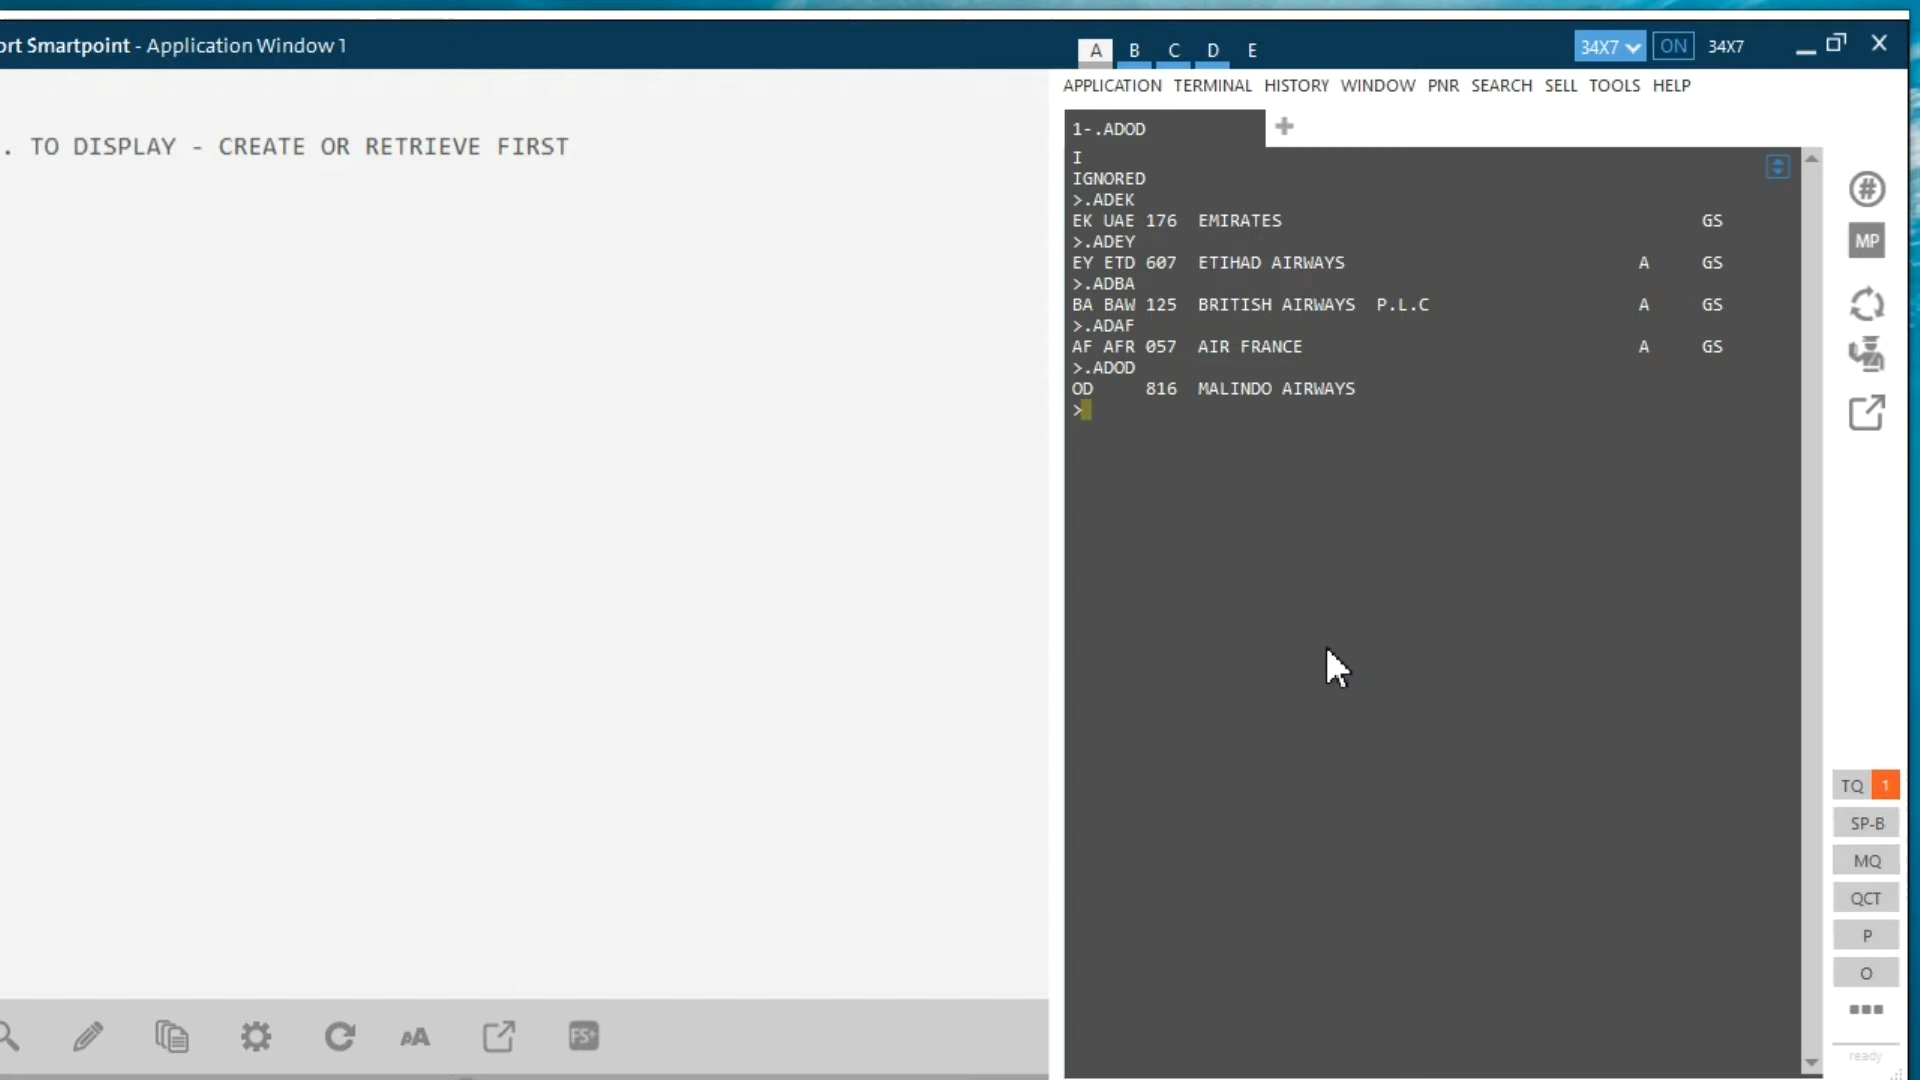 ort Smartpoint - Application Window 1
A B C D E
34X7 ON 34X7
APPLICATION TERMINAL HISTORY WINDOW PNR SEARCH SELL TOOLS HELP
. TO DISPLAY - CREATE OR RETRIEVE FIRST
1-.ADOD
I
IGNORED
>.ADEK
EK UAE 176 EMIRATES GS
>.ADEY
EY ETD 607 ETIHAD AIRWAYS A GS
>.ADBA
BA BAW 125 BRITISH AIRWAYS P.L.C A GS
>.ADAF
AF AFR 057 AIR FRANCE A GS
>.ADOD
OD 816 MALINDO AIRWAYS
>
#
MP
TQ 1
SP-B
MQ
QCT
P
O
ready
AA
FS+